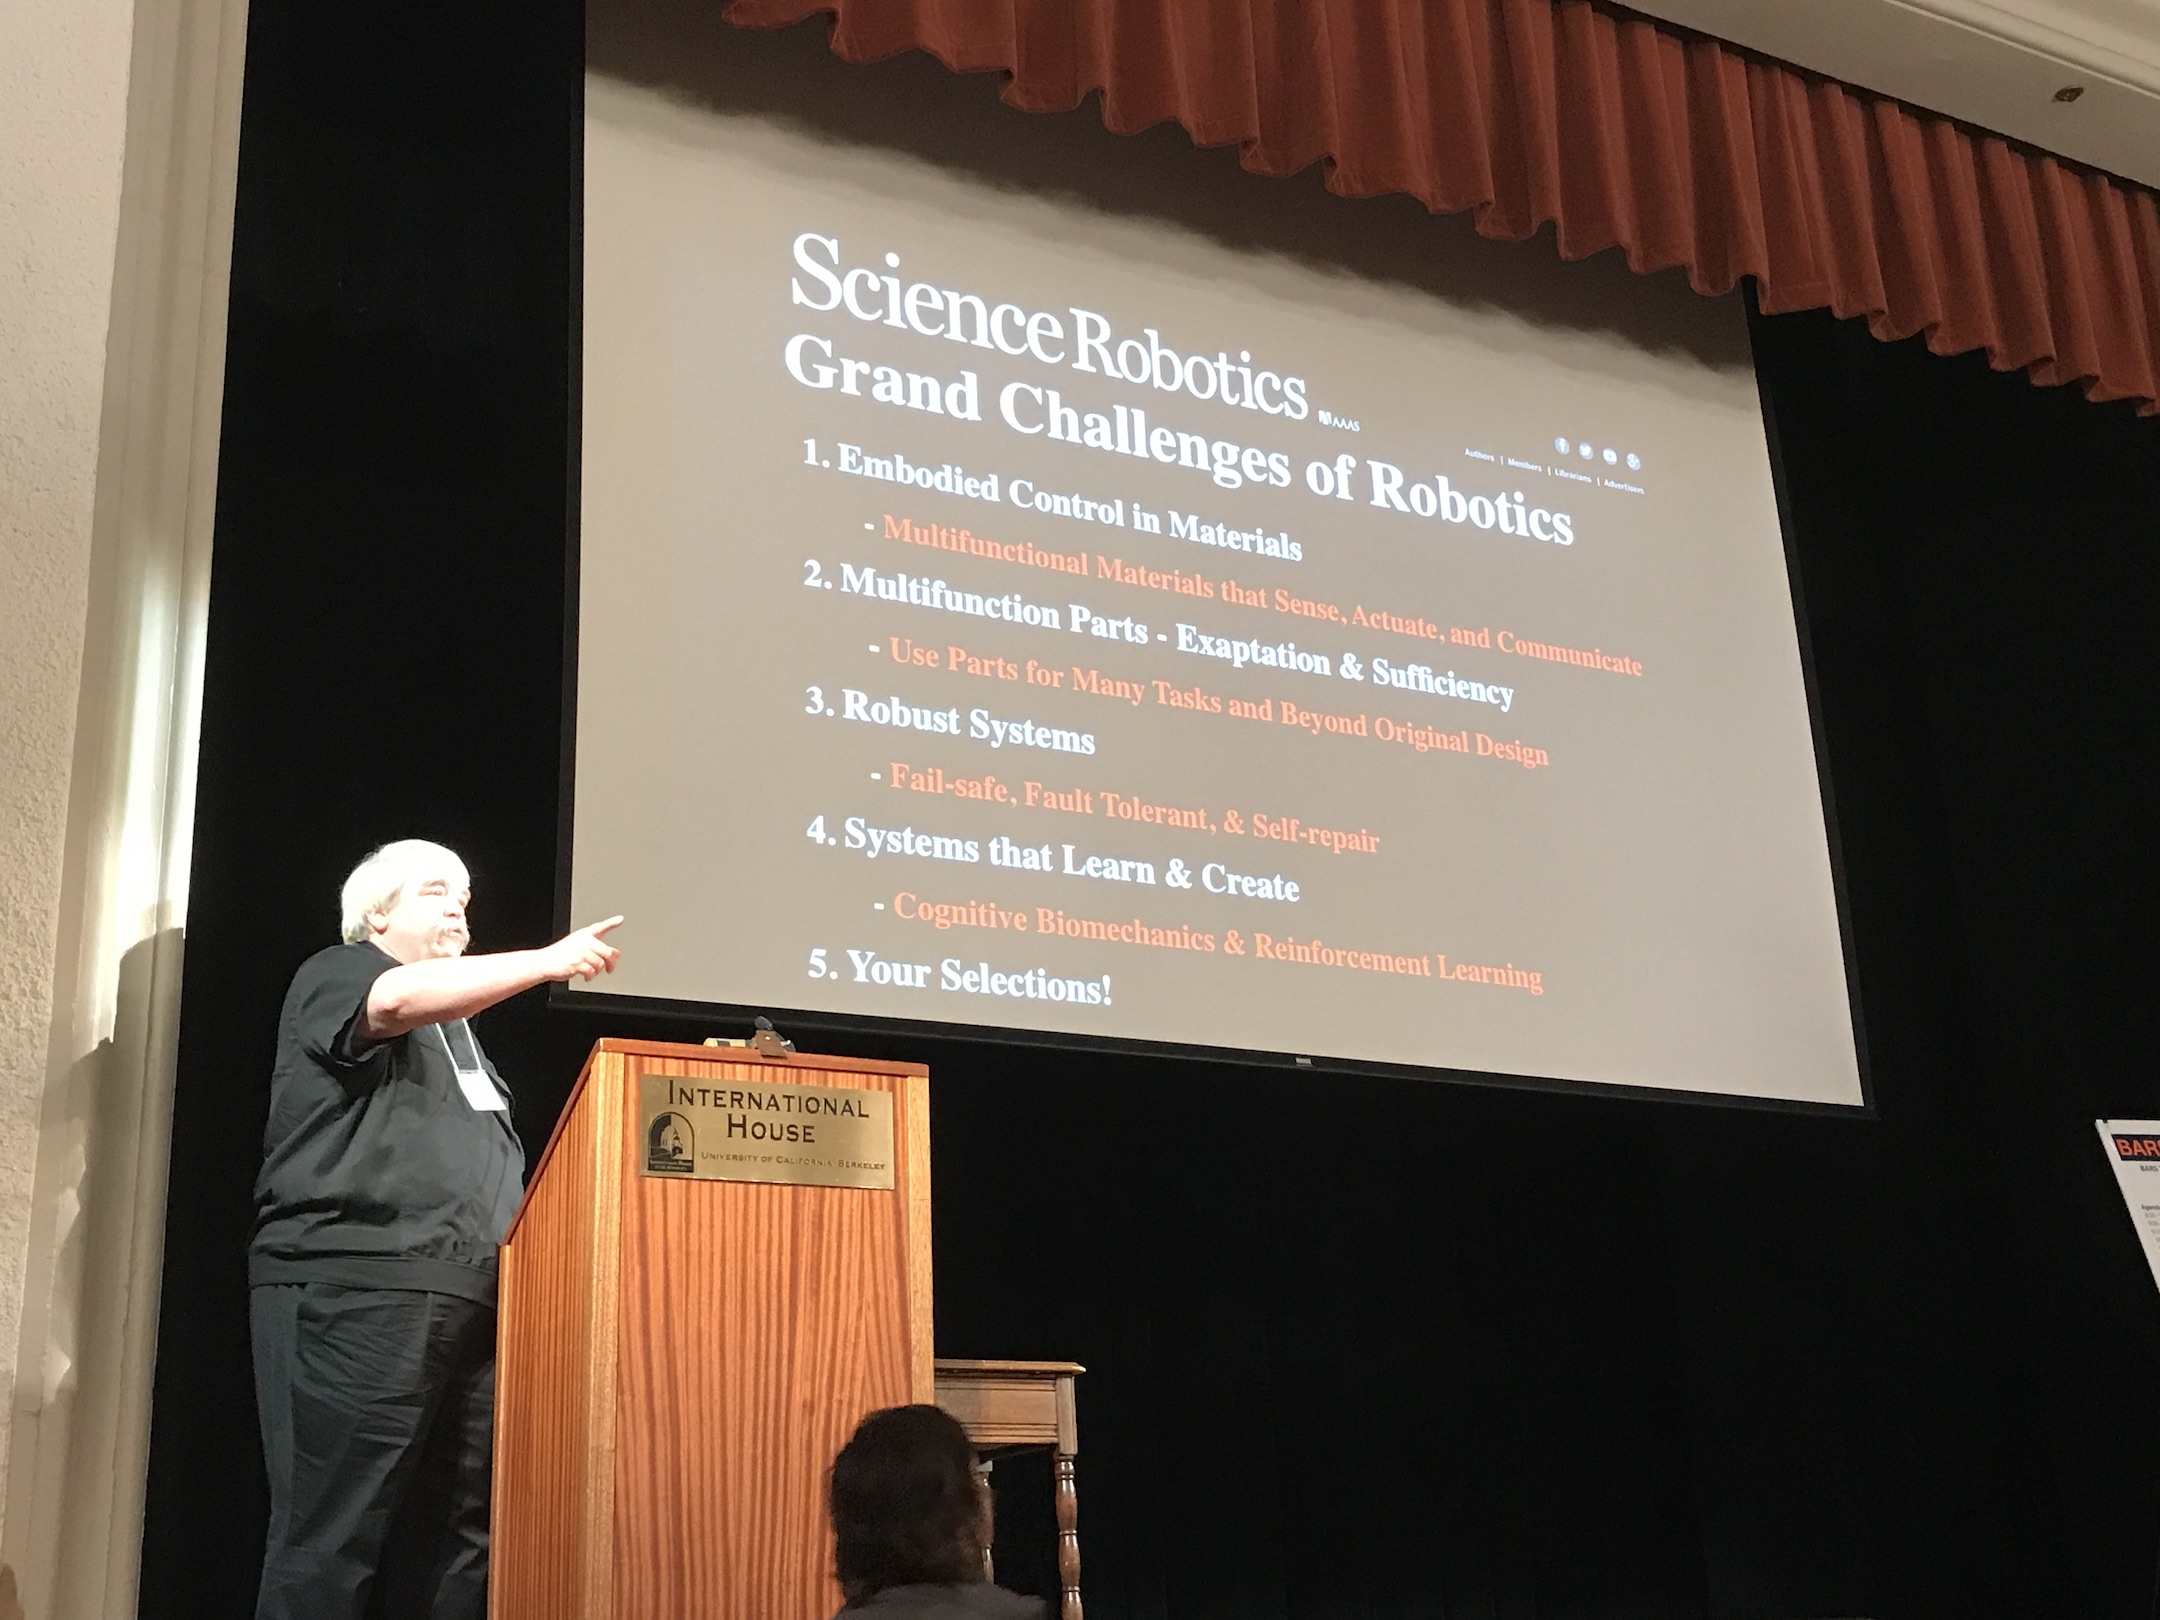 Science Robotics
AAAS
Authors | Members | Librarians | Advertisers
Grand Challenges of Robotics
1. Embodied Control in Materials
- Multifunctional Materials that Sense, Actuate, and Communicate
2. Multifunction Parts - Exaptation & Sufficiency
- Use Parts for Many Tasks and Beyond Original Design
3. Robust Systems
- Fail-safe, Fault Tolerant, & Self-repair
4. Systems that Learn & Create
- Cognitive Biomechanics & Reinforcement Learning
5. Your Selections!
INTERNATIONAL
HOUSE
UNIVERSITY OF CALIFORNIA, BERKELEY
BARS